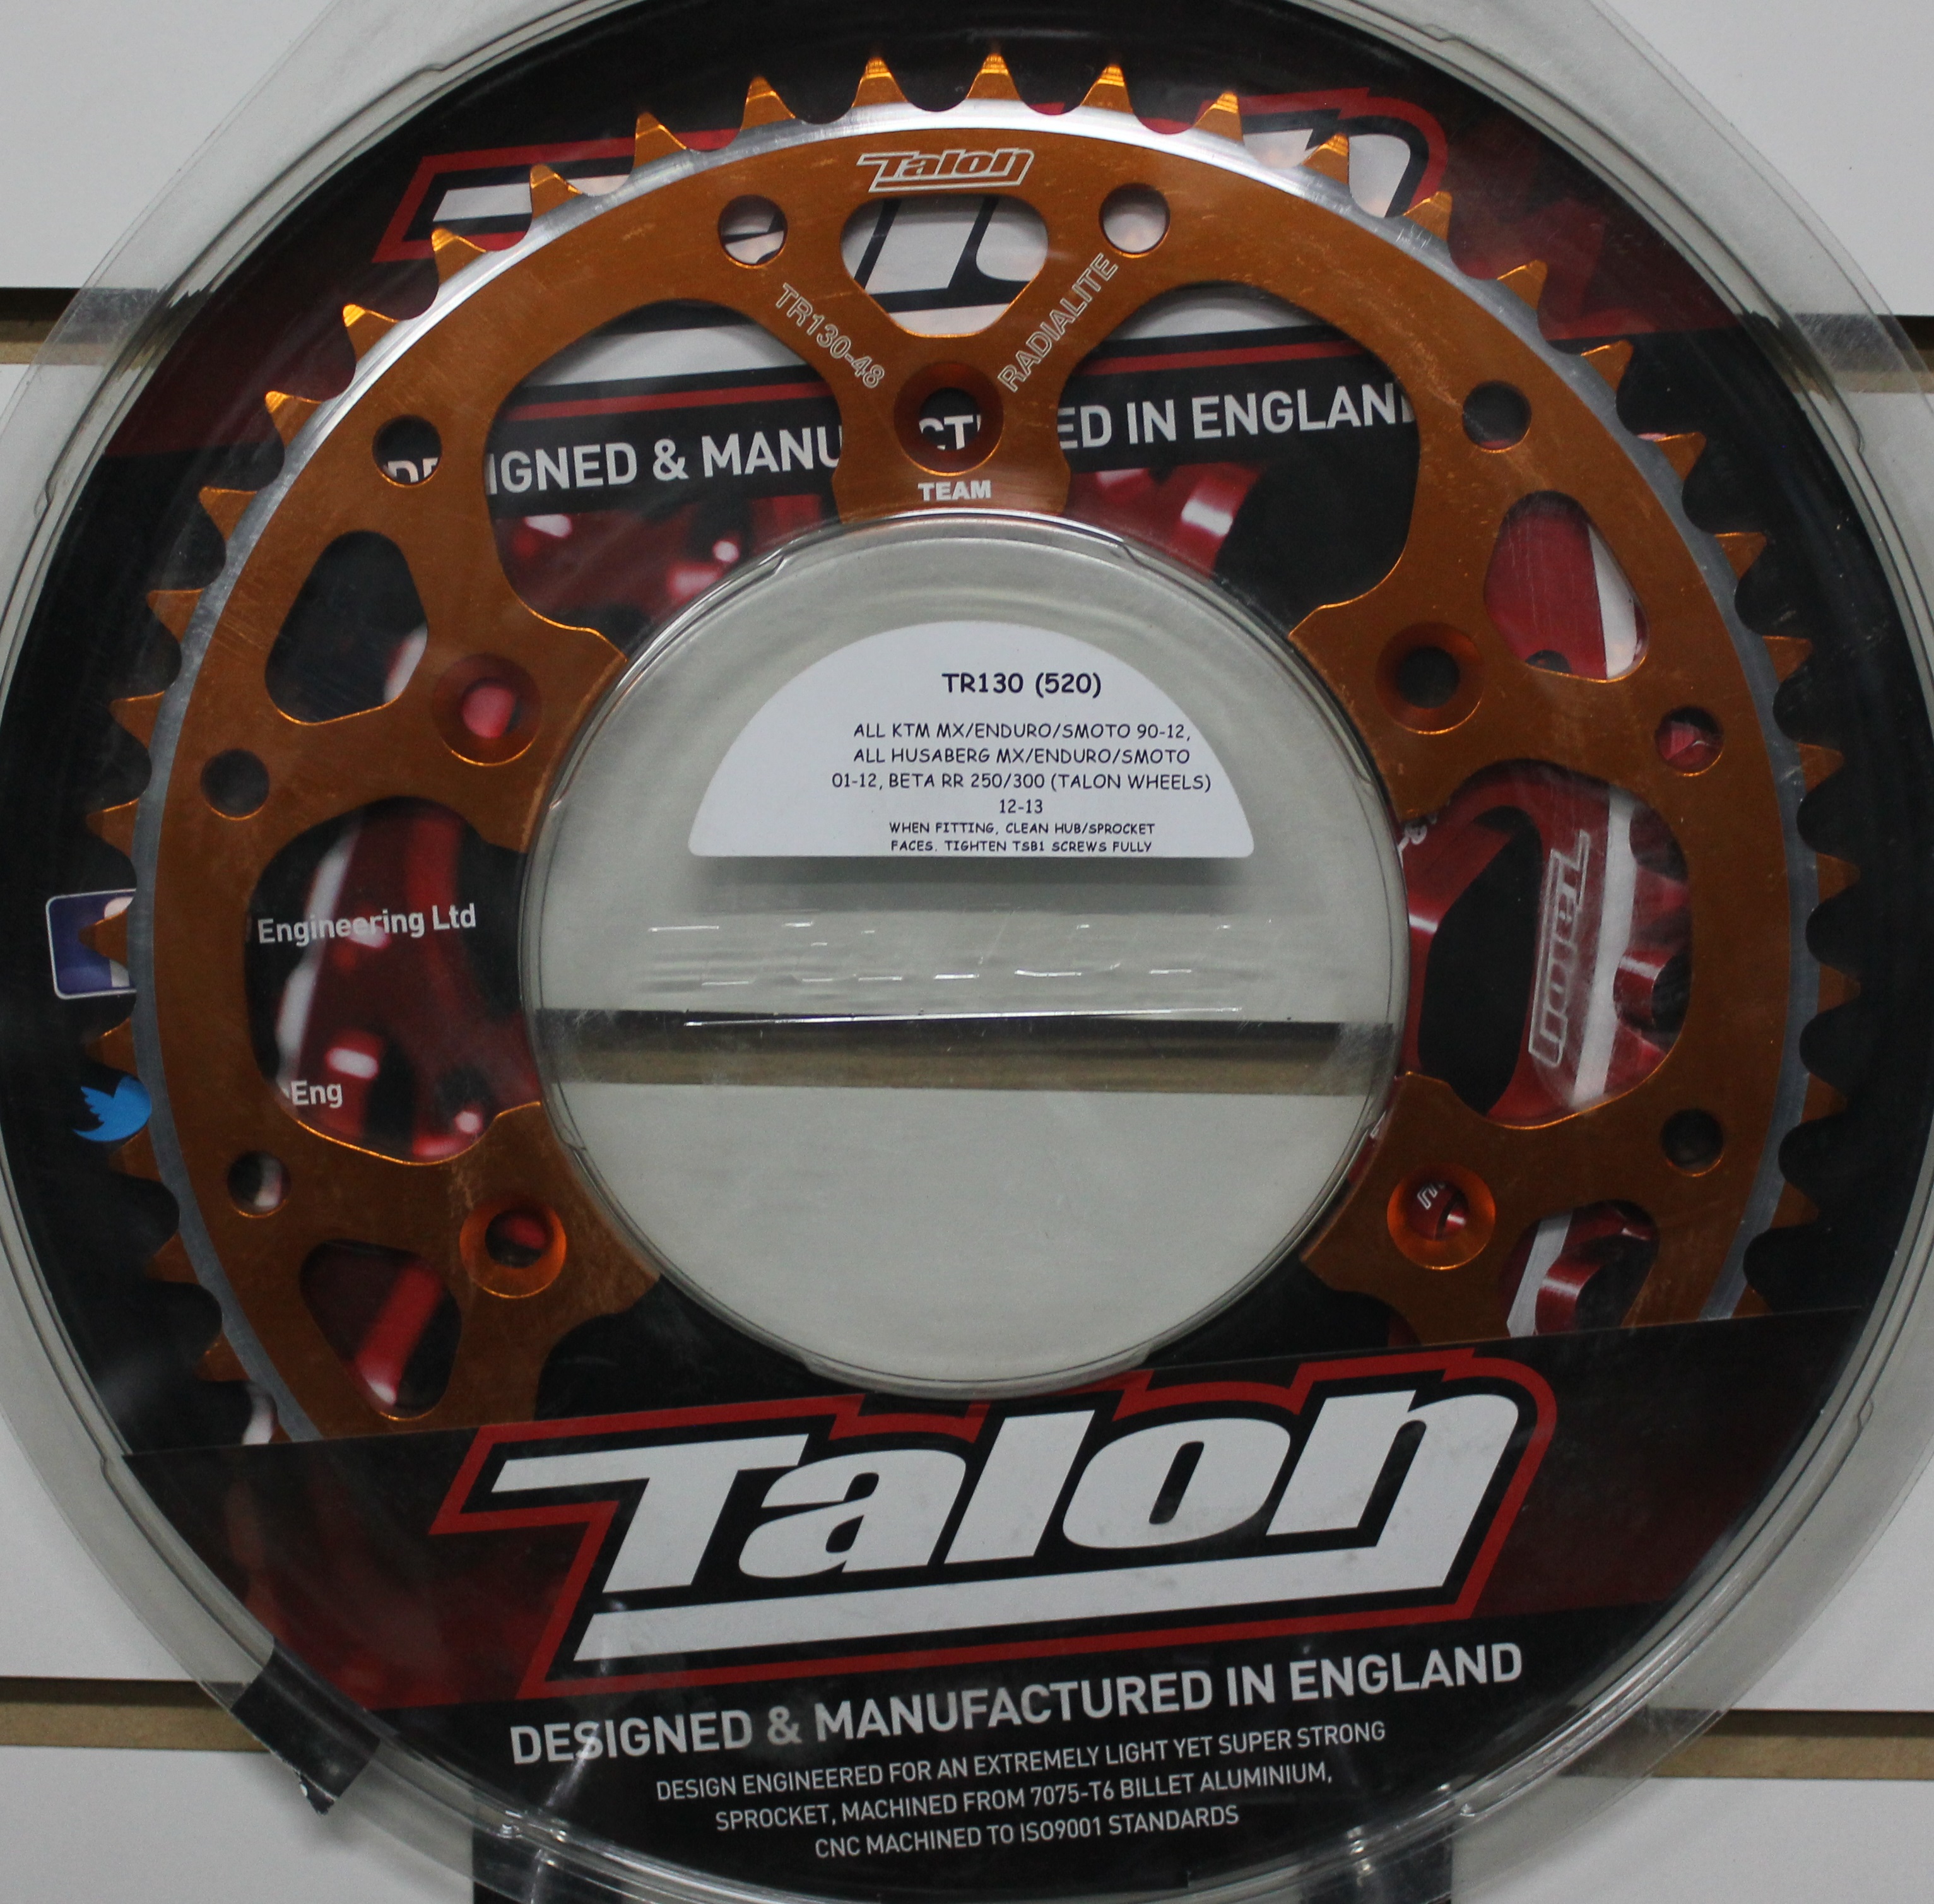 Talon
TR130-48
RADIALITE
IGNED & MANU CT ED IN ENGLAN
TEAM
TR130 (520)
ALL KTM MX/ENDURO/SMOTO 90-12,
ALL HUSABERG MX/ENDURO/SMOTO
01-12, BETA RR 250/300 (TALON WHEELS)
12-13
WHEN FITTING, CLEAN HUB/SPROCKET
FACES. TIGHTEN TSB1 SCREWS FULLY
Engineering Ltd
Talon
Eng
Talon
DESIGNED & MANUFACTURED IN ENGLAND
DESIGN ENGINEERED FOR AN EXTREMELY LIGHT YET SUPER STRONG
SPROCKET, MACHINED FROM 7075-T6 BILLET ALUMINIUM,
CNC MACHINED TO ISO9001 STANDARDS